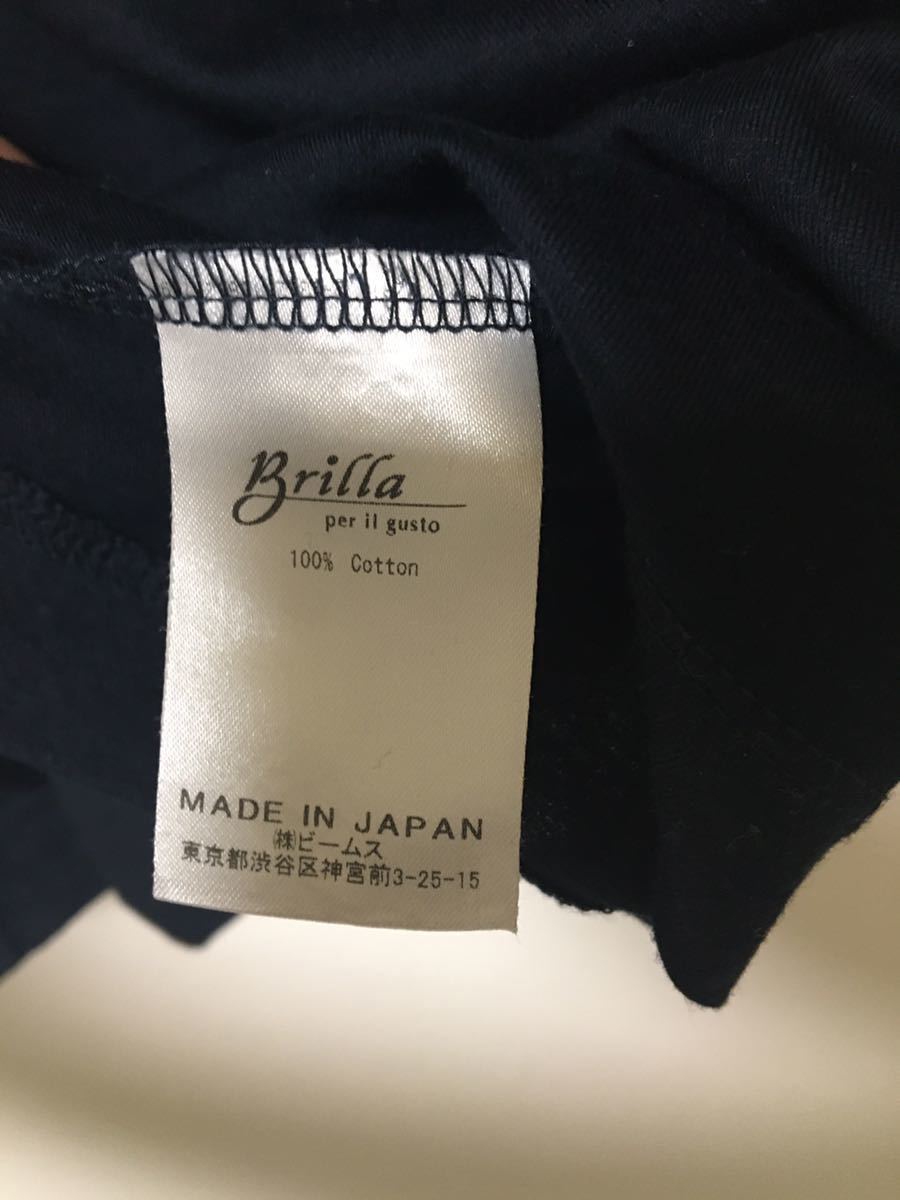 Brilla
per il gusto
100% Cotton
MADE IN JAPAN
㈱ビームス
東京都渋谷区神宮前3-25-15